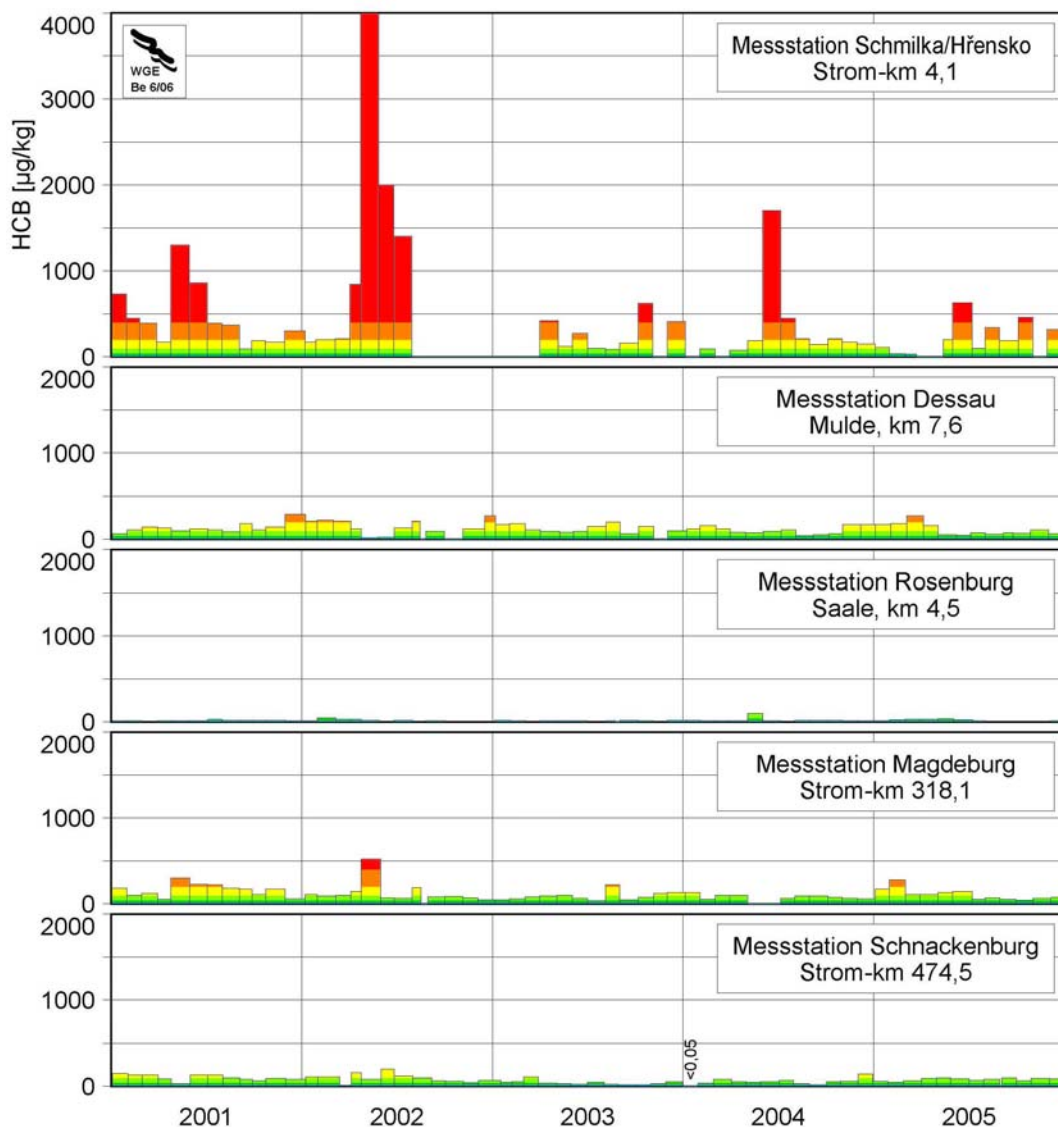 4000
3000
2000
1000
0
HCB [µg/kg]
WGE
Be 6/06
Messstation Schmilka/Hřensko
Strom-km 4,1
2000
1000
0
Messstation Dessau
Mulde, km 7,6
2000
1000
0
Messstation Rosenburg
Saale, km 4,5
2000
1000
0
Messstation Magdeburg
Strom-km 318,1
2000
1000
0
Messstation Schnackenburg
Strom-km 474,5
<0,05
2001 2002 2003 2004 2005